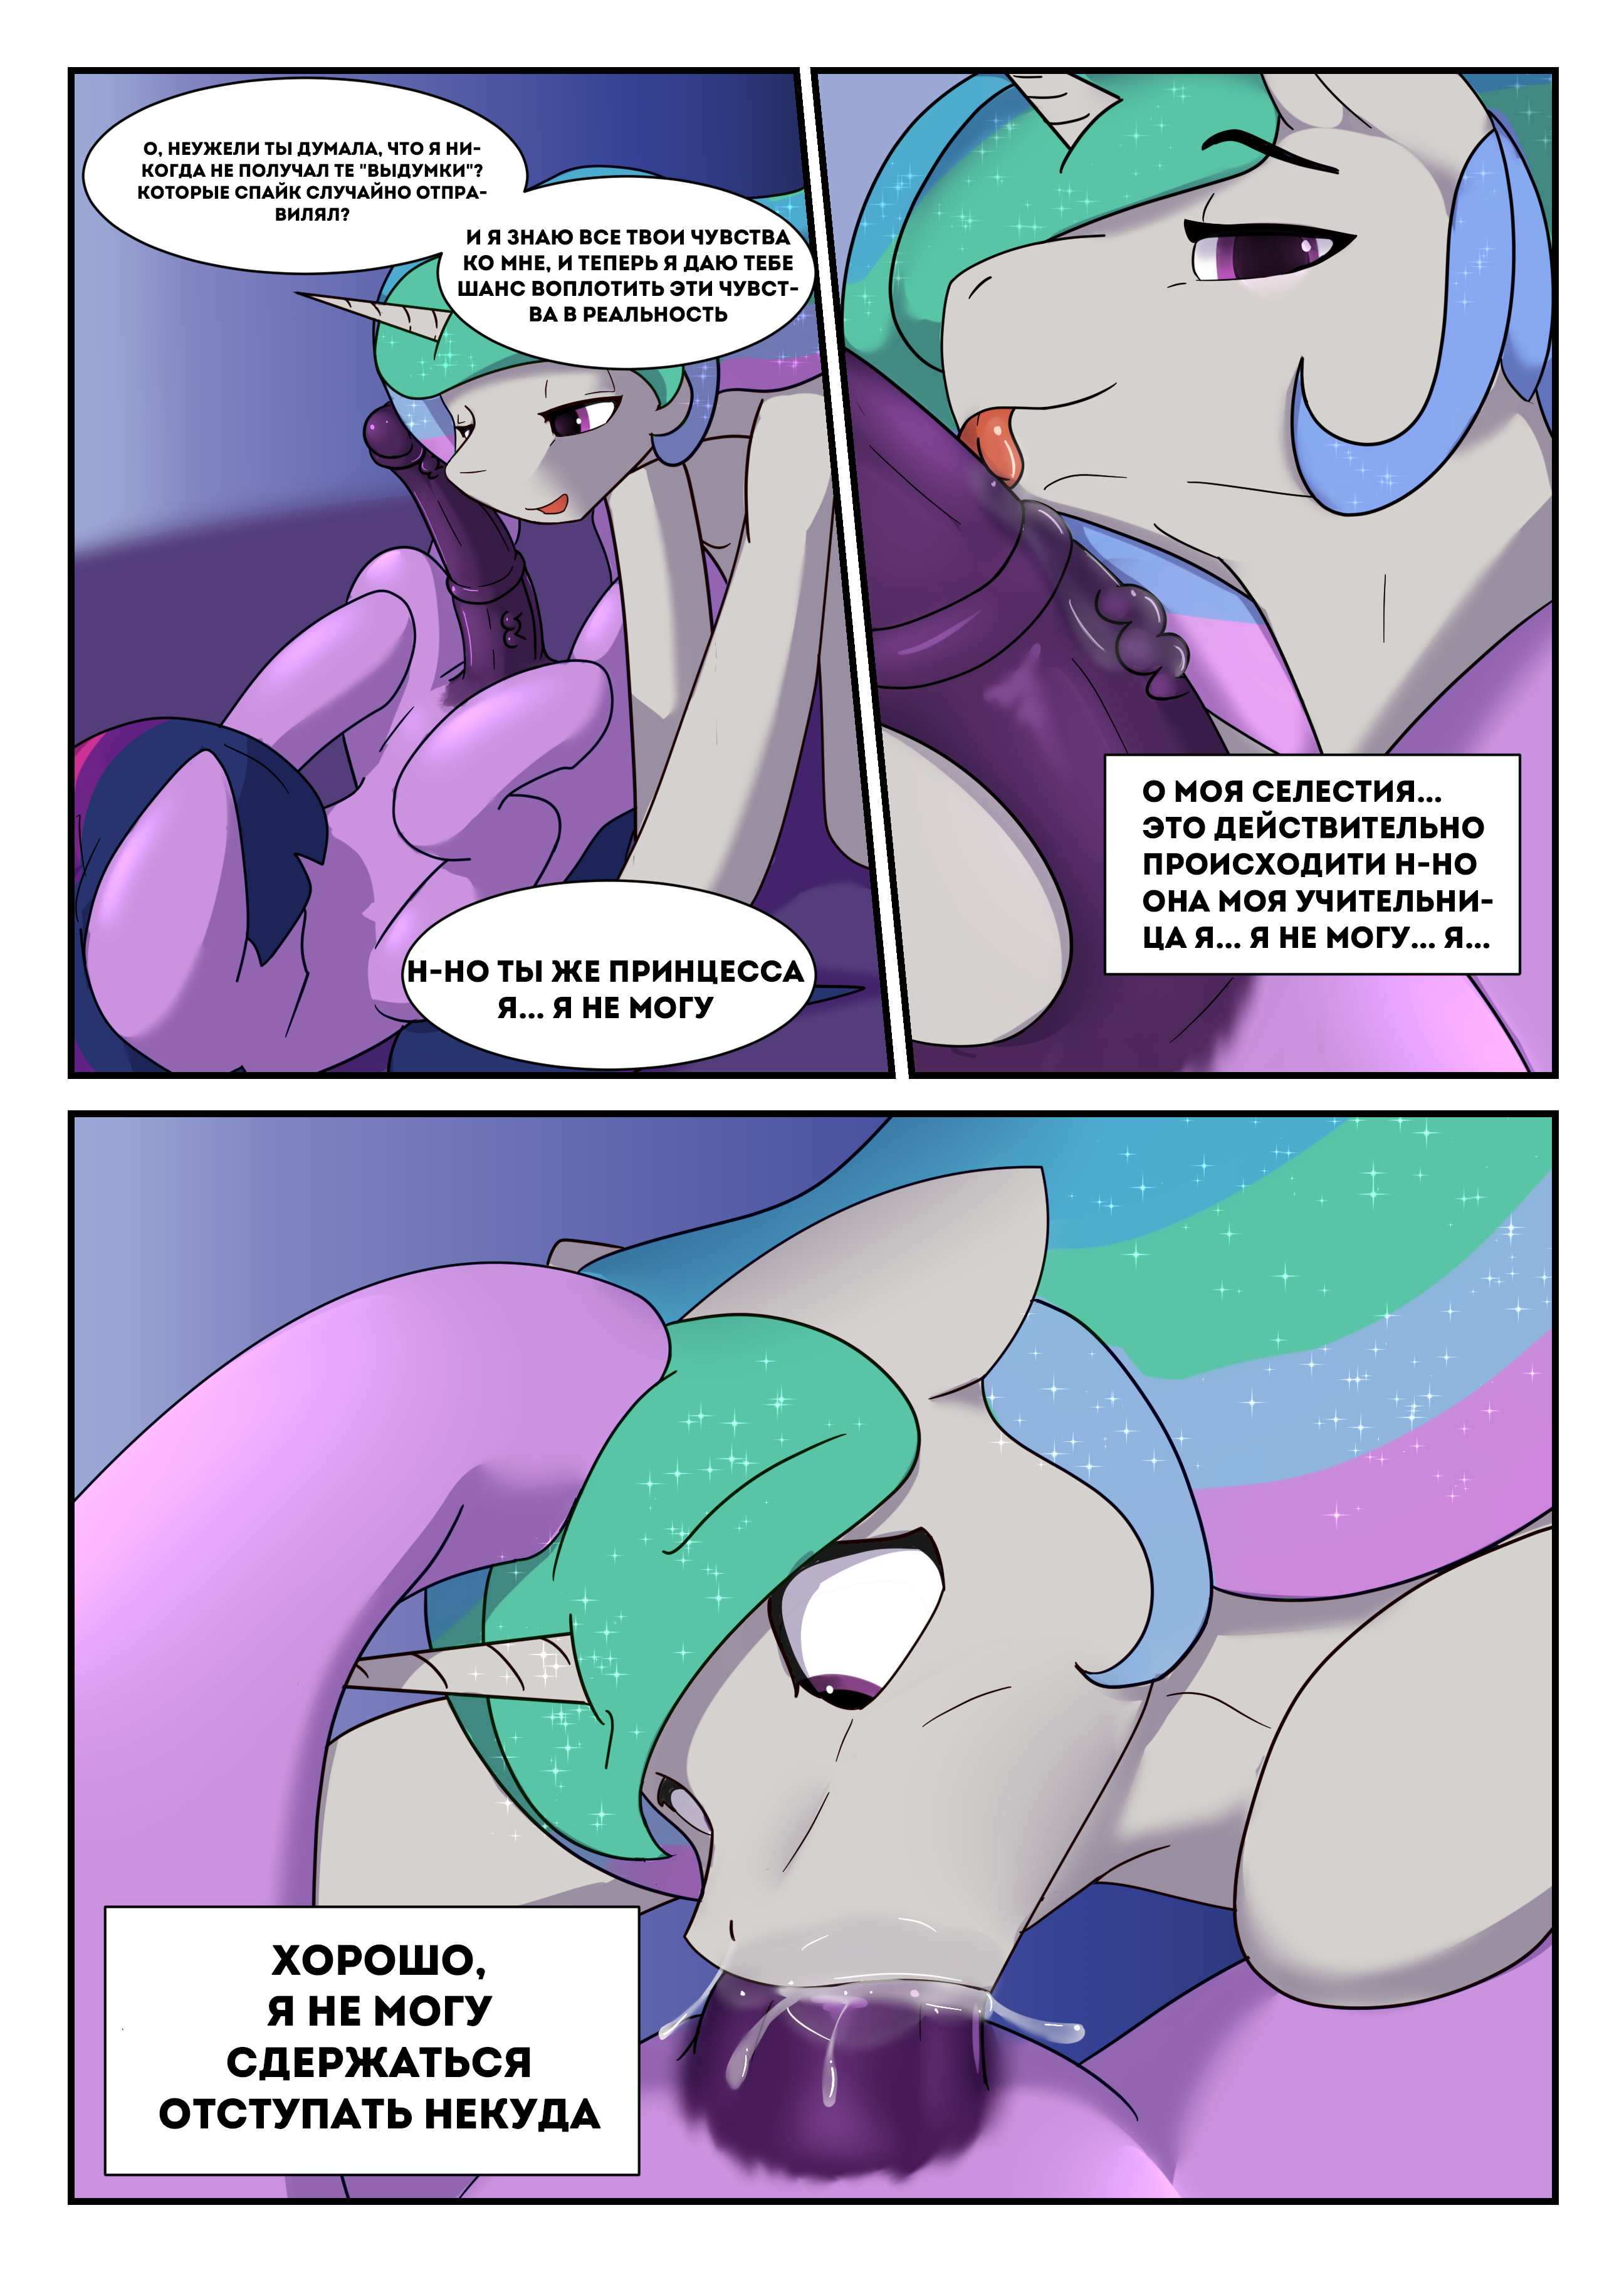 О, НЕУЖЕЛИ ТЫ ДУМАЛА, ЧТО Я НИ-
КОГДА НЕ ПОЛУЧАЛ ТЕ "ВЫДУМКИ"?
КОТОРЫЕ СПАЙК СЛУЧАЙНО ОТПРА-
ВИЛЯЛ?
И Я ЗНАЮ ВСЕ ТВОИ ЧУВСТВА
КО МНЕ, И ТЕПЕРЬ Я ДАЮ ТЕБЕ
ШАНС ВОПЛОТИТЬ ЭТИ ЧУВСТ-
ВА В РЕАЛЬНОСТЬ
Н-НО ТЫ ЖЕ ПРИНЦЕССА
Я... Я НЕ МОГУ
О МОЯ СЕЛЕСТИЯ...
ЭТО ДЕЙСТВИТЕЛЬНО
ПРОИСХОДИТИ Н-НО
ОНА МОЯ УЧИТЕЛЬНИ-
ЦА Я... Я НЕ МОГУ... Я...
ХОРОШО,
Я НЕ МОГУ
СДЕРЖАТЬСЯ
ОТСТУПАТЬ НЕКУДА